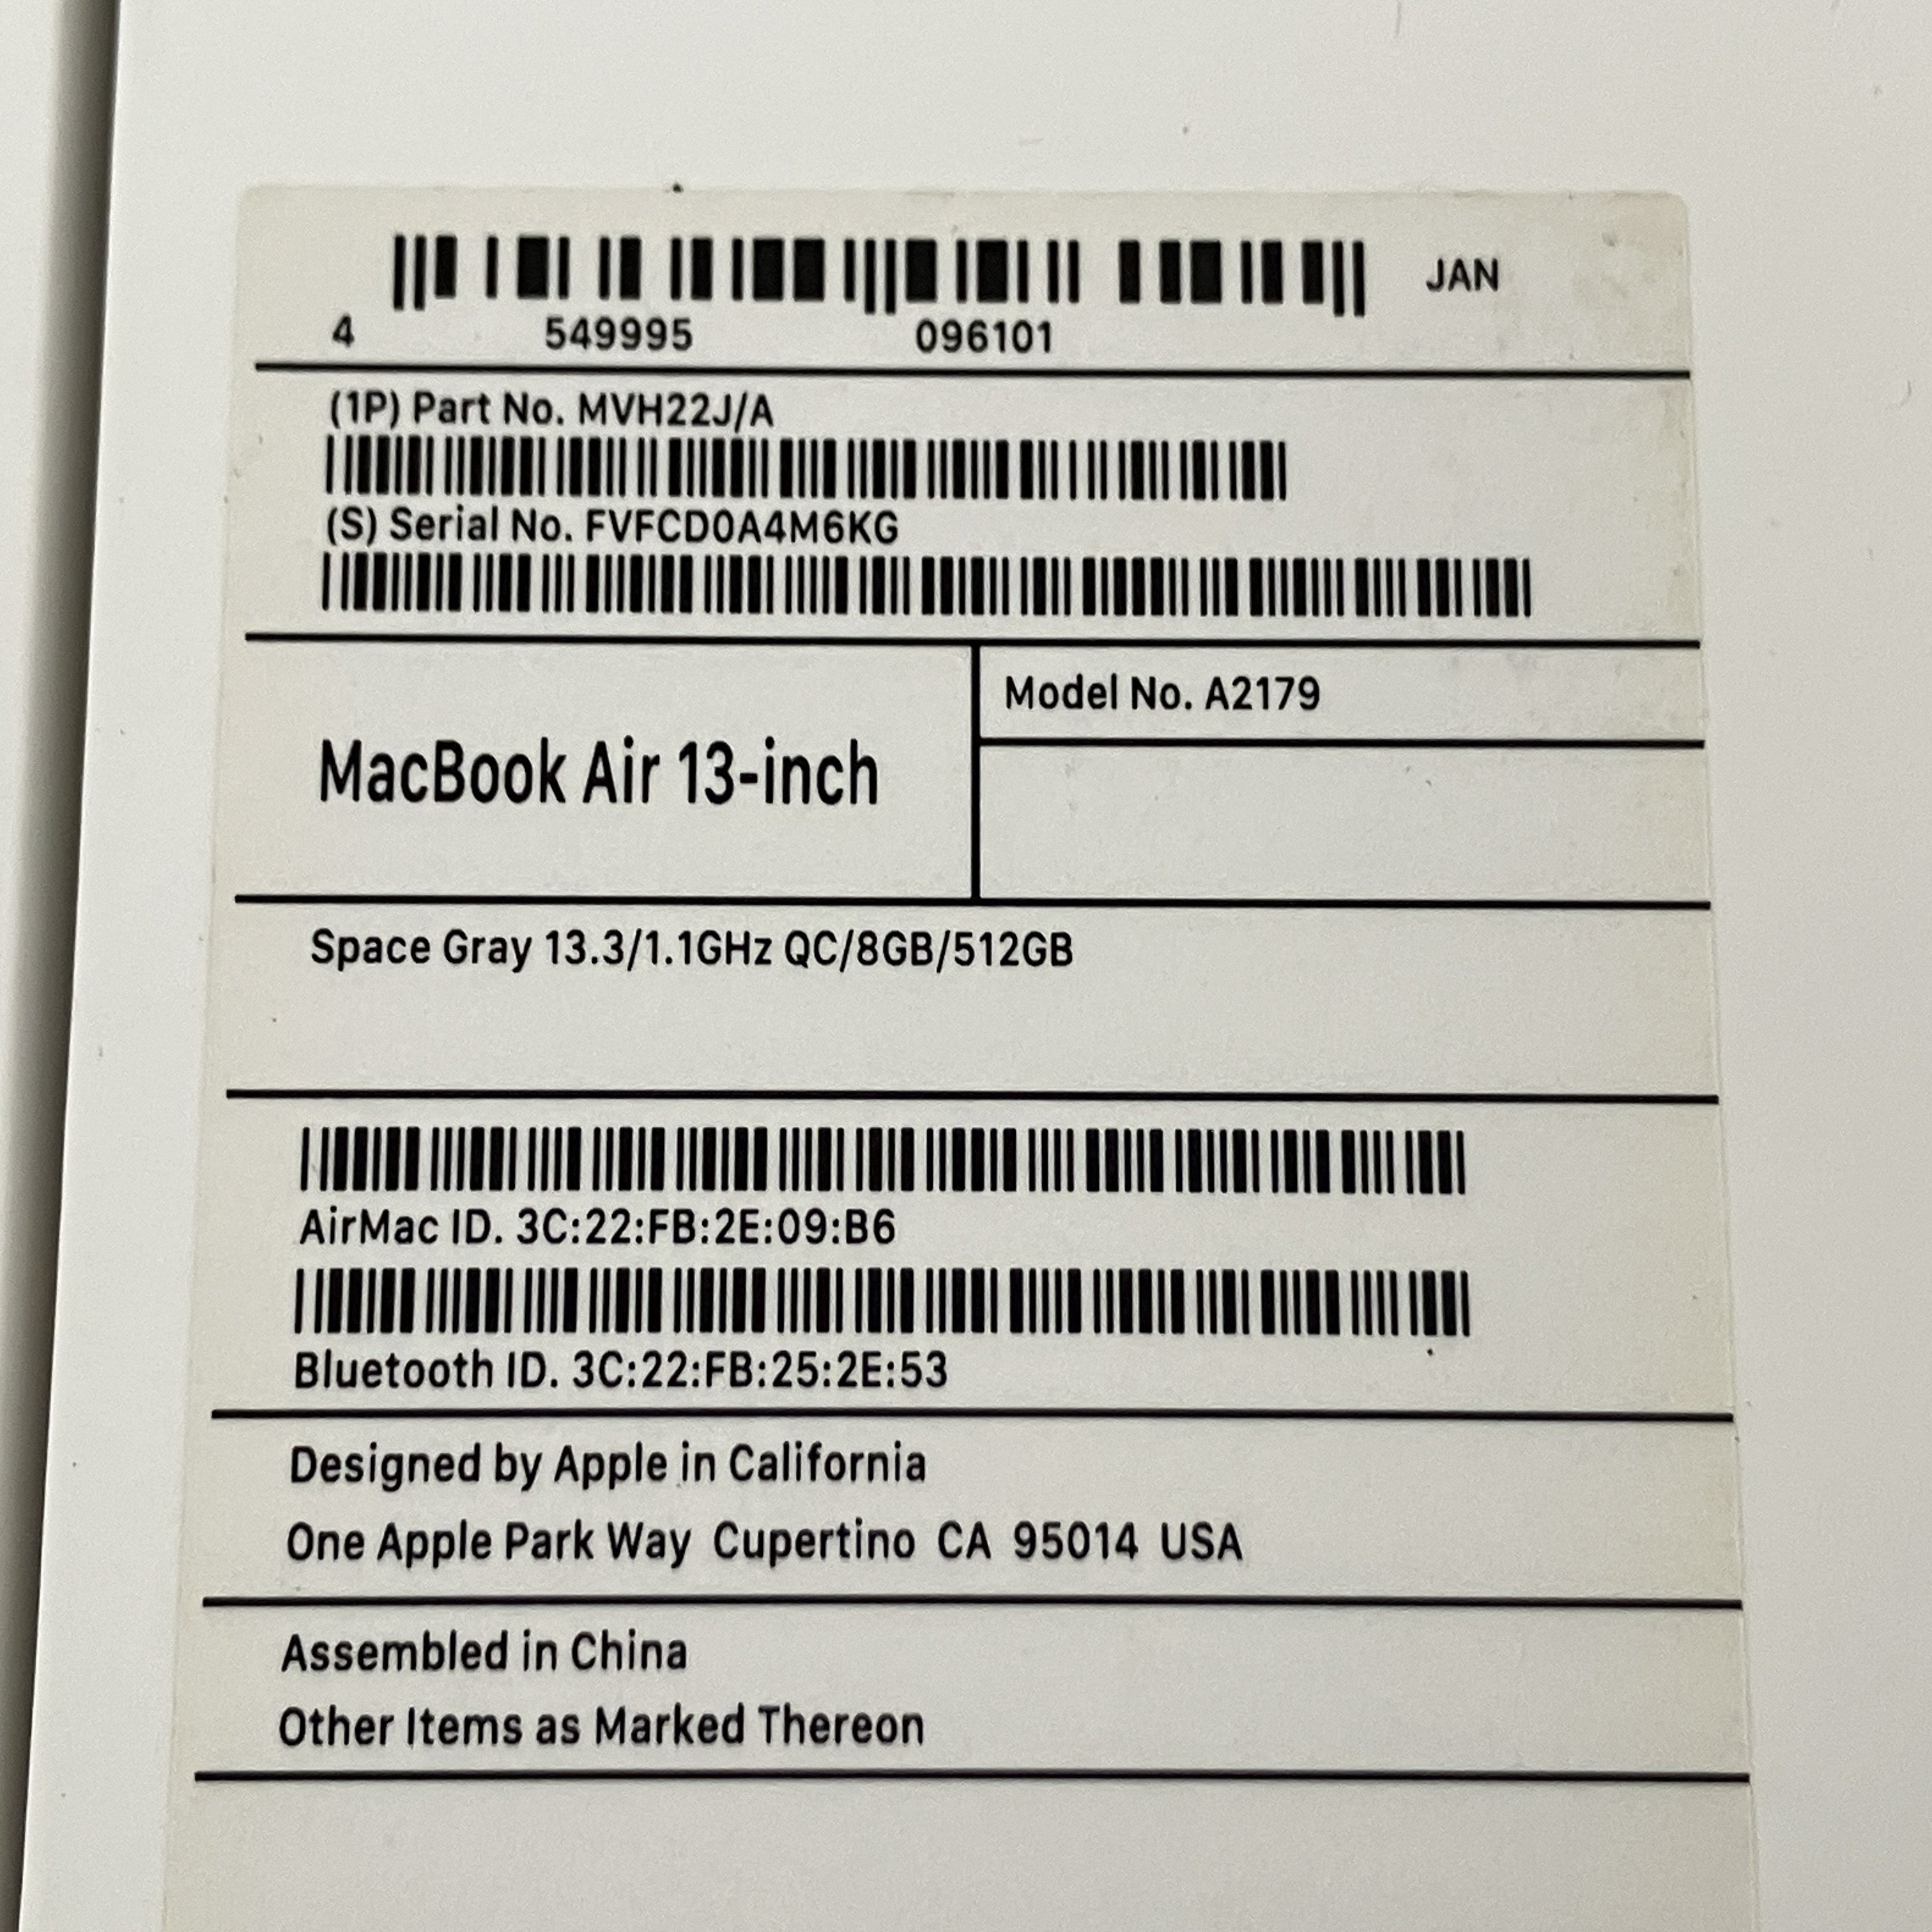 JAN
4 549995 096101
(1P) Part No. MVH22J/A
(S) Serial No. FVFCD0A4M6KG
MacBook Air 13-inch
Model No. A2179
Space Gray 13.3/1.1GHz QC/8GB/512GB
AirMac ID. 3C:22:FB:2E:09:B6
Bluetooth ID. 3C:22:FB:25:2E:53
Designed by Apple in California
One Apple Park Way Cupertino CA 95014 USA
Assembled in China
Other Items as Marked Thereon